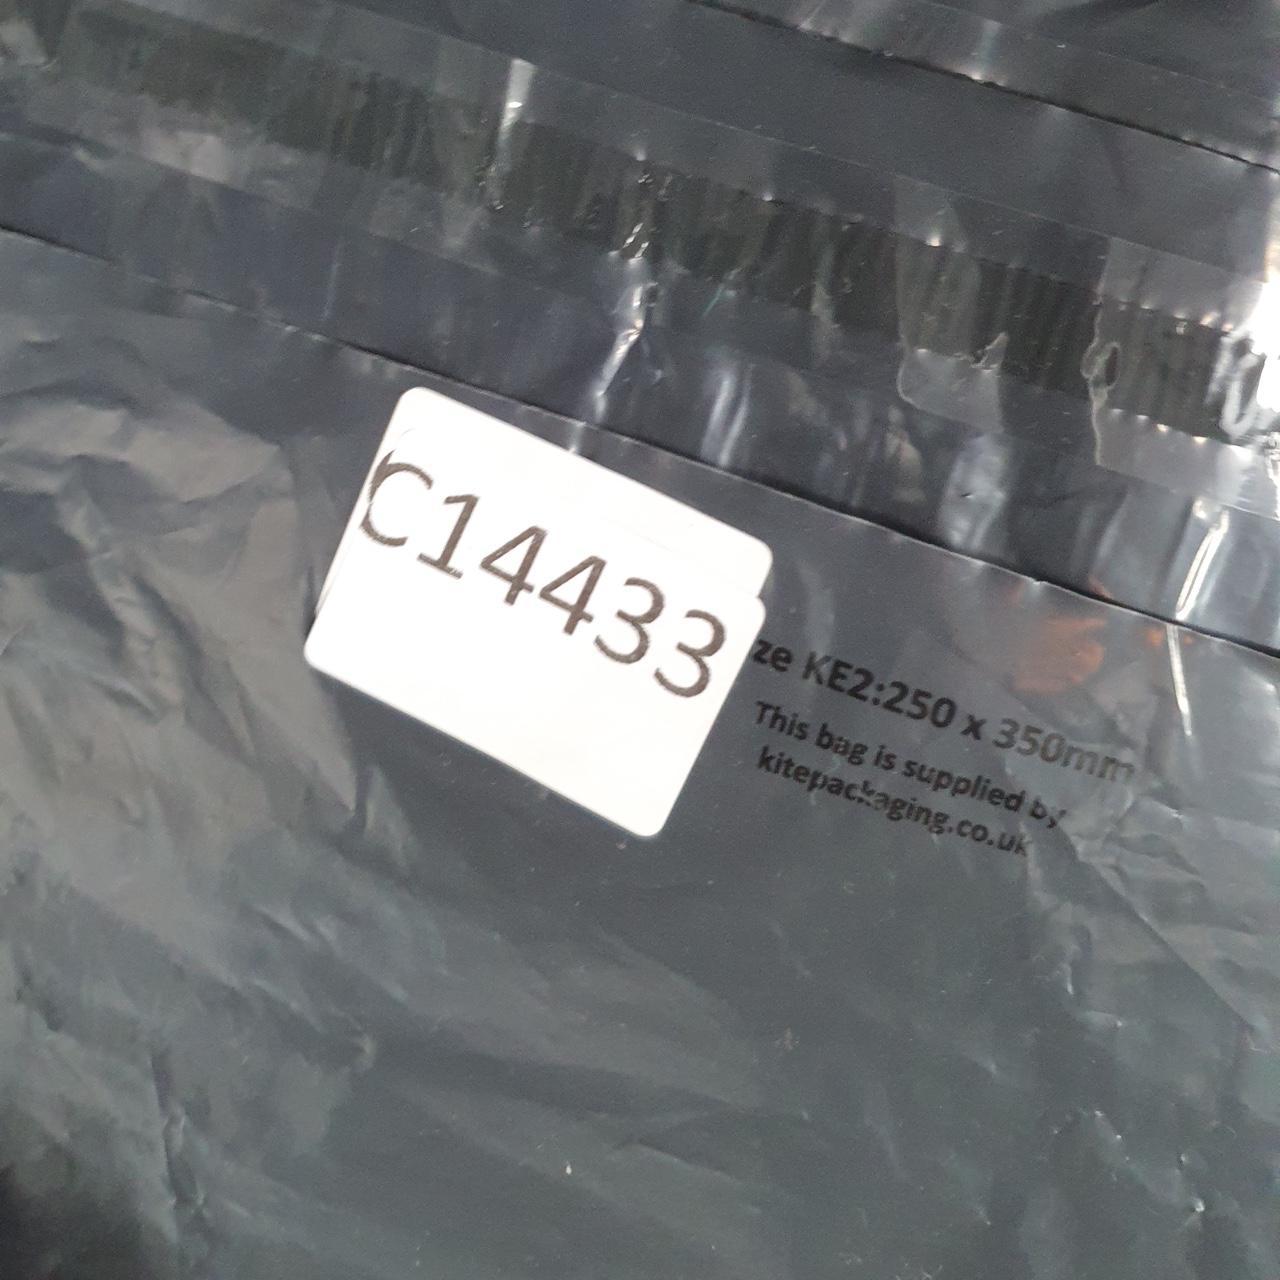 C14433
ze KE2:250 x 350mm
This bag is supplied by
kitepackaging.co.uk